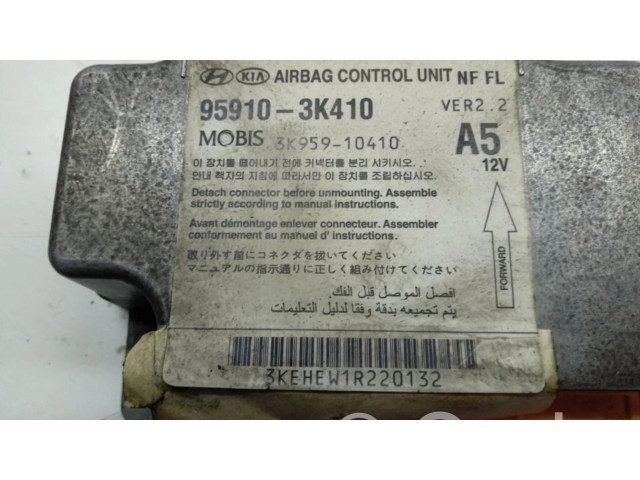 HYUNDAI KIA AIRBAG CONTROL UNIT NF FL
95910-3K410 VER2.2
MOBIS 3K959-10410 A5
12V
이 장치를 떼어내기 전에 커넥터를 분리 시키시오.
안내 책자의 지침에 따라서만 이 장치를 조립하십시오.
Detach connector before unmounting. Assemble
strictly according to manual instructions.
Avant démontage enlever connecteur. Assembler
conformement au manuel d' instructions.
取り外す前にコネクタを抜いてください
マニュアルの指示通りに正しく組み付けてください
افصل الموصل قبل الفك.
يتم تجميعه بدقة وفقا لدليل التعليمات
FORWARD
3KEHEW1R220132